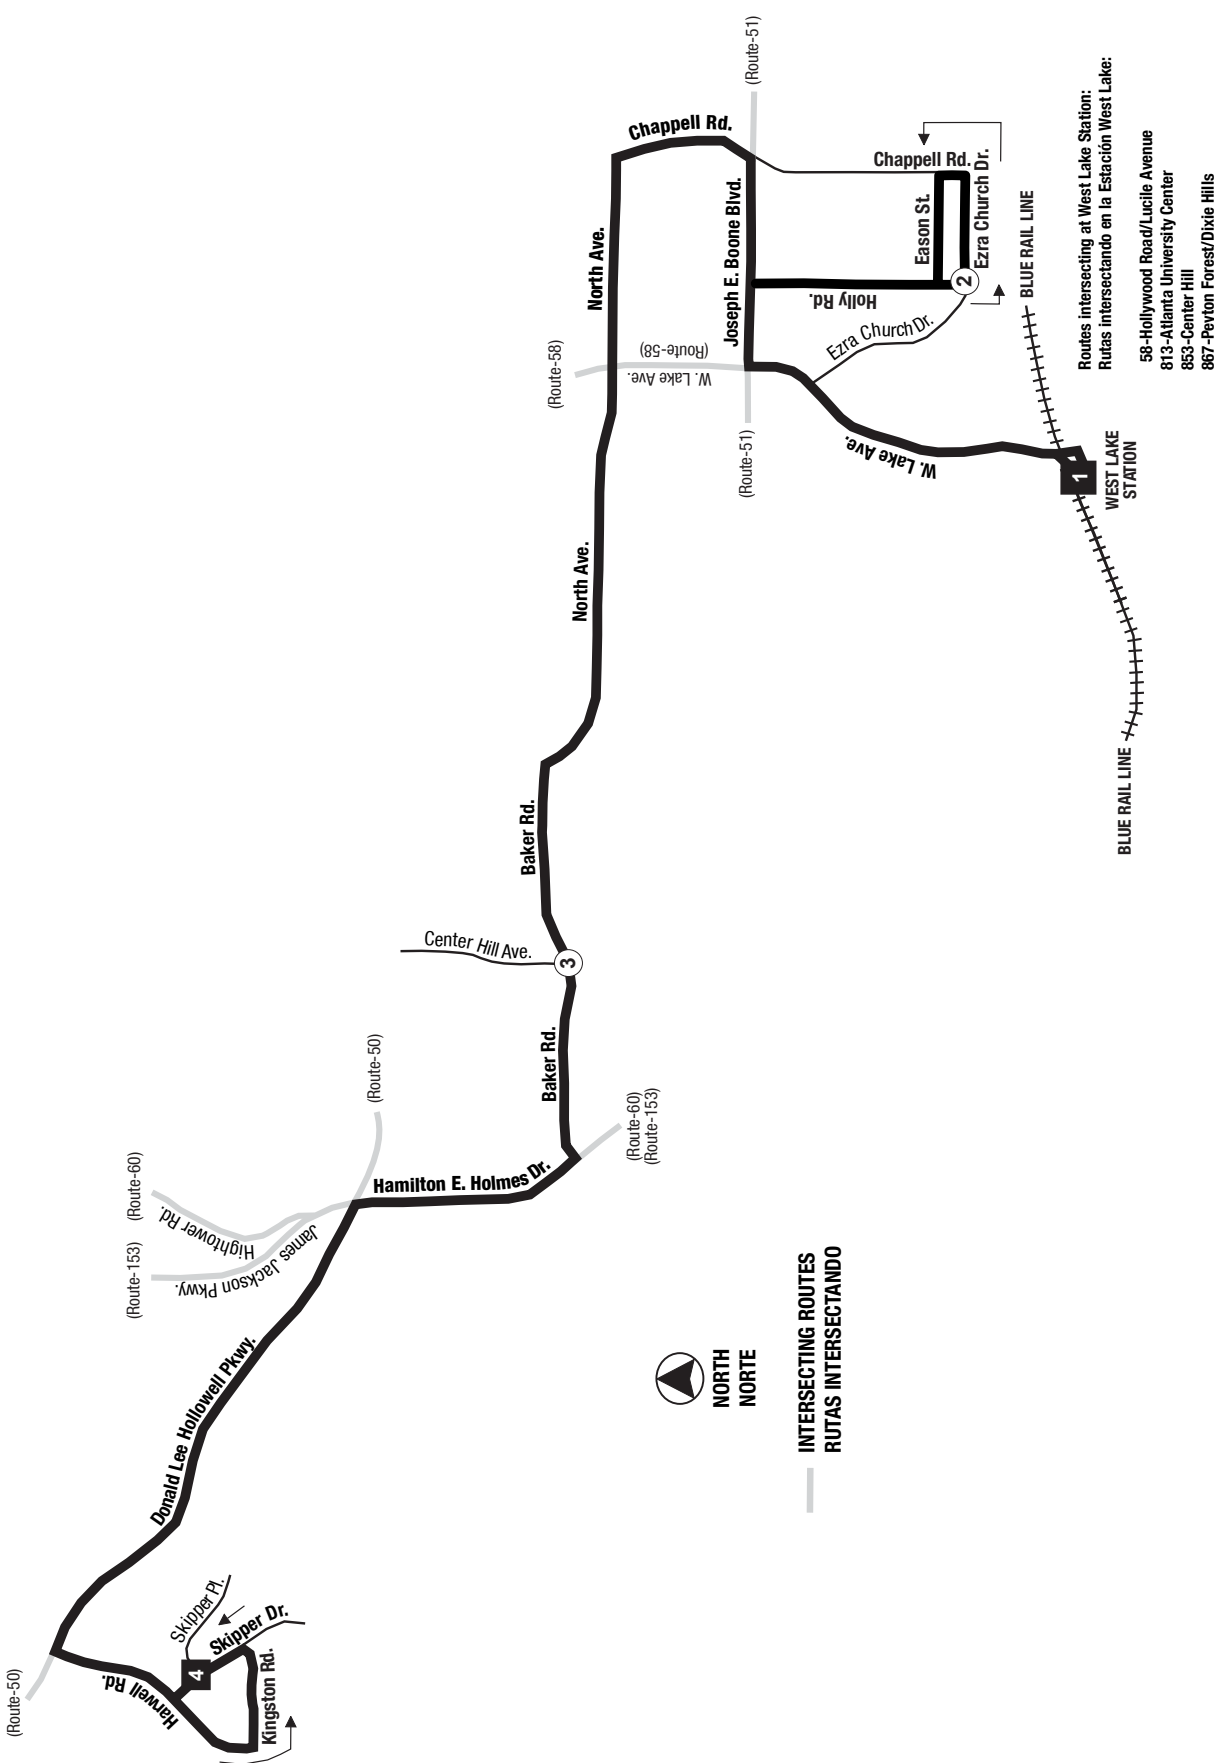 (Route-50)
Harwell Rd.
4
Skipper Pl.
Skipper Dr.
Kingston Rd.
Donald Lee Hollowell Pkwy.
(Route-153)
James Jackson Pkwy.
(Route-60)
Hightower Rd.
(Route-50)
Hamilton E. Holmes Dr.
(Route-60)
(Route-153)
Baker Rd.
Center Hill Ave.
3
Baker Rd.
North Ave.
(Route-58)
W. Lake Ave.
(Route-58)
North Ave.
Chappell Rd.
(Route-51)
Joseph E. Boone Blvd.
(Route-51)
Holly Rd.
Eason St.
Chappell Rd.
Ezra Church Dr.
2
Ezra Church Dr.
W. Lake Ave.
1
WEST LAKE
STATION
BLUE RAIL LINE
BLUE RAIL LINE
NORTH
NORTE
INTERSECTING ROUTES
RUTAS INTERSECTANDO
Routes intersecting at West Lake Station:
Rutas intersectando en la Estación West Lake:
58-Hollywood Road/Lucile Avenue
813-Atlanta University Center
853-Center Hill
867-Peyton Forest/Dixie Hills